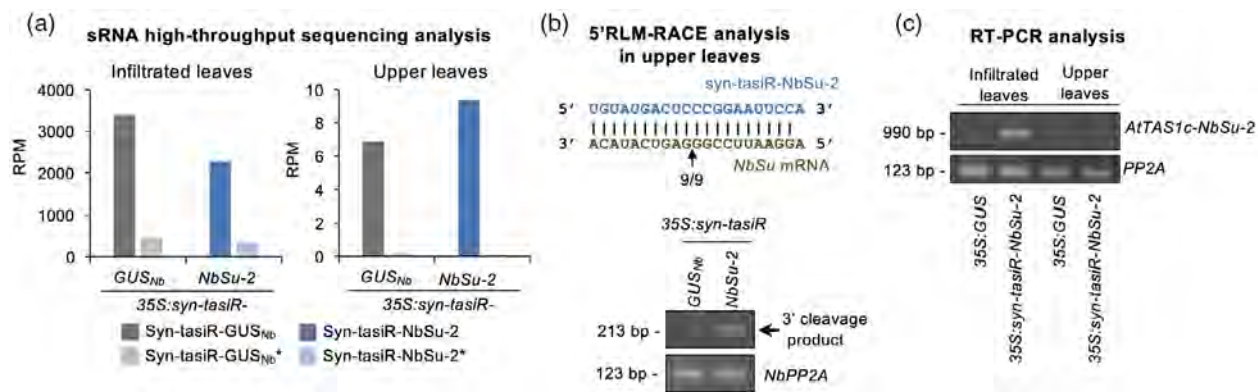 (a)
sRNA high-throughput sequencing analysis
Infiltrated leaves
Upper leaves
RPM
4000
3000
2000
1000
0
GUSNb
NbSu-2
35S:syn-tasiR-
RPM
10
8
6
4
2
0
GUSNb
NbSu-2
35S:syn-tasiR-
Syn-tasiR-GUSNb
Syn-tasiR-NbSu-2
Syn-tasiR-GUSNb*
Syn-tasiR-NbSu-2*
(b)
5'RLM-RACE analysis
in upper leaves
syn-tasiR-NbSu-2
5′ UGUAUGACUCCCGGAAUUCCA 3′
3′ ACAUACUGAGGGCCUUAAGGA 5′
NbSu mRNA
9/9
35S:syn-tasiR
GUSNb
NbSu-2
213 bp -
3' cleavage
product
123 bp -
NbPP2A
(c)
RT-PCR analysis
Infiltrated
leaves
Upper
leaves
990 bp -
AtTAS1c-NbSu-2
123 bp -
PP2A
35S:GUS
35S:syn-tasiR-NbSu-2
35S:GUS
35S:syn-tasiR-NbSu-2